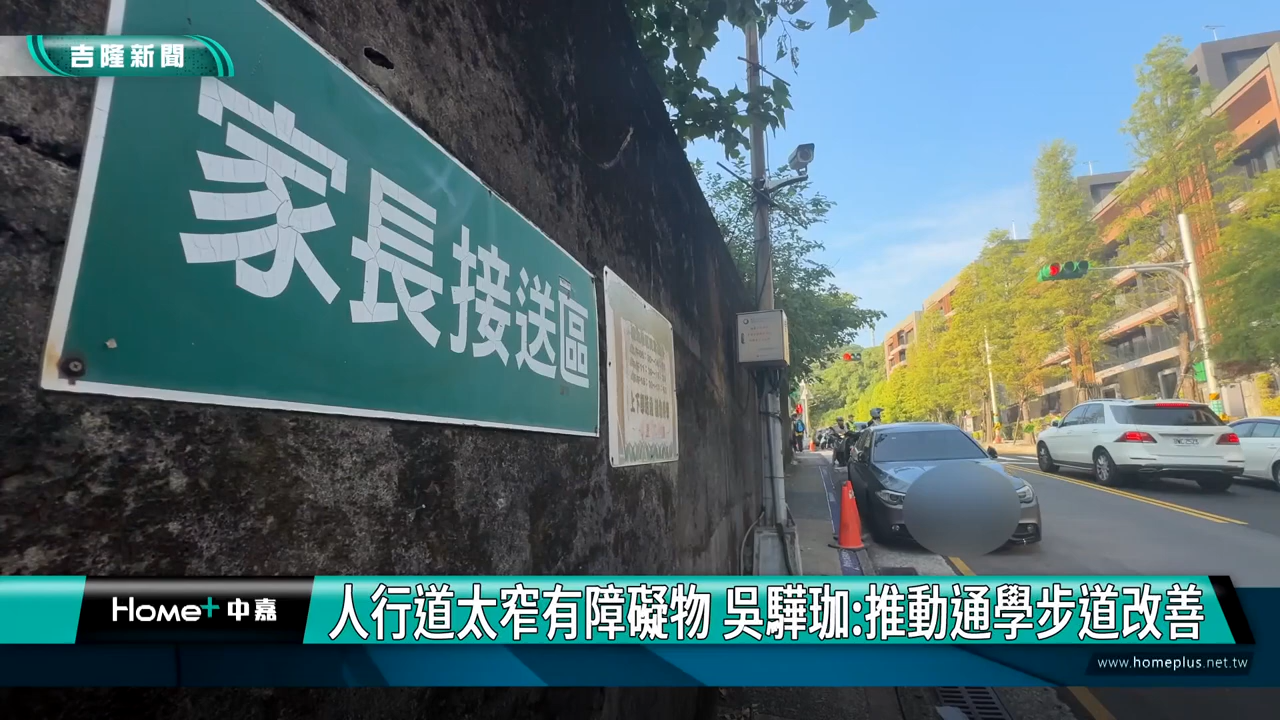 吉隆新聞
家長接送區
Home+中嘉
人行道太窄有障礙物 吳驊珈:推動通學步道改善
www.homeplus.net.tw